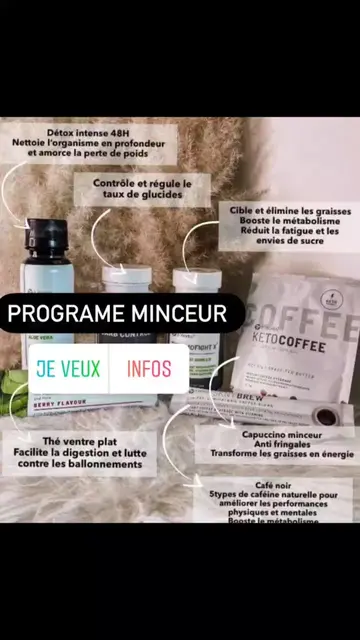 Détox intense 48H
Nettoie l'organisme en profondeur
et amorce la perte de poids
Contrôle et régule le
taux de glucides
Cible et élimine les graisses
Booste le métabolisme
Réduit la fatigue et les
envies de sucre
PROGRAME MINCEUR
JE VEUX
INFOS
ALOE VERA
BERRY FLAVOUR
CARB CONTROL
COFFEE
KETOCOFFEE
BREW
Thé ventre plat
Facilite la digestion et lutte
contre les ballonnements
Capuccino minceur
Anti fringales
Transforme les graisses en énergie
Café noir
5types de caféine naturelle pour
améliorer les performances
physiques et mentales
Booste le métabolisme